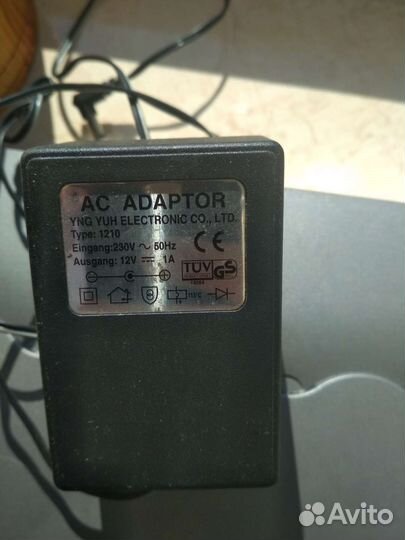 AC ADAPTOR
YNG YUH ELECTRONIC CO., LTD.
Type: 1210
Eingang: 230V ~ 50Hz
Ausgang: 12V ⎓ 1A
CE
TÜV
GS
Avito